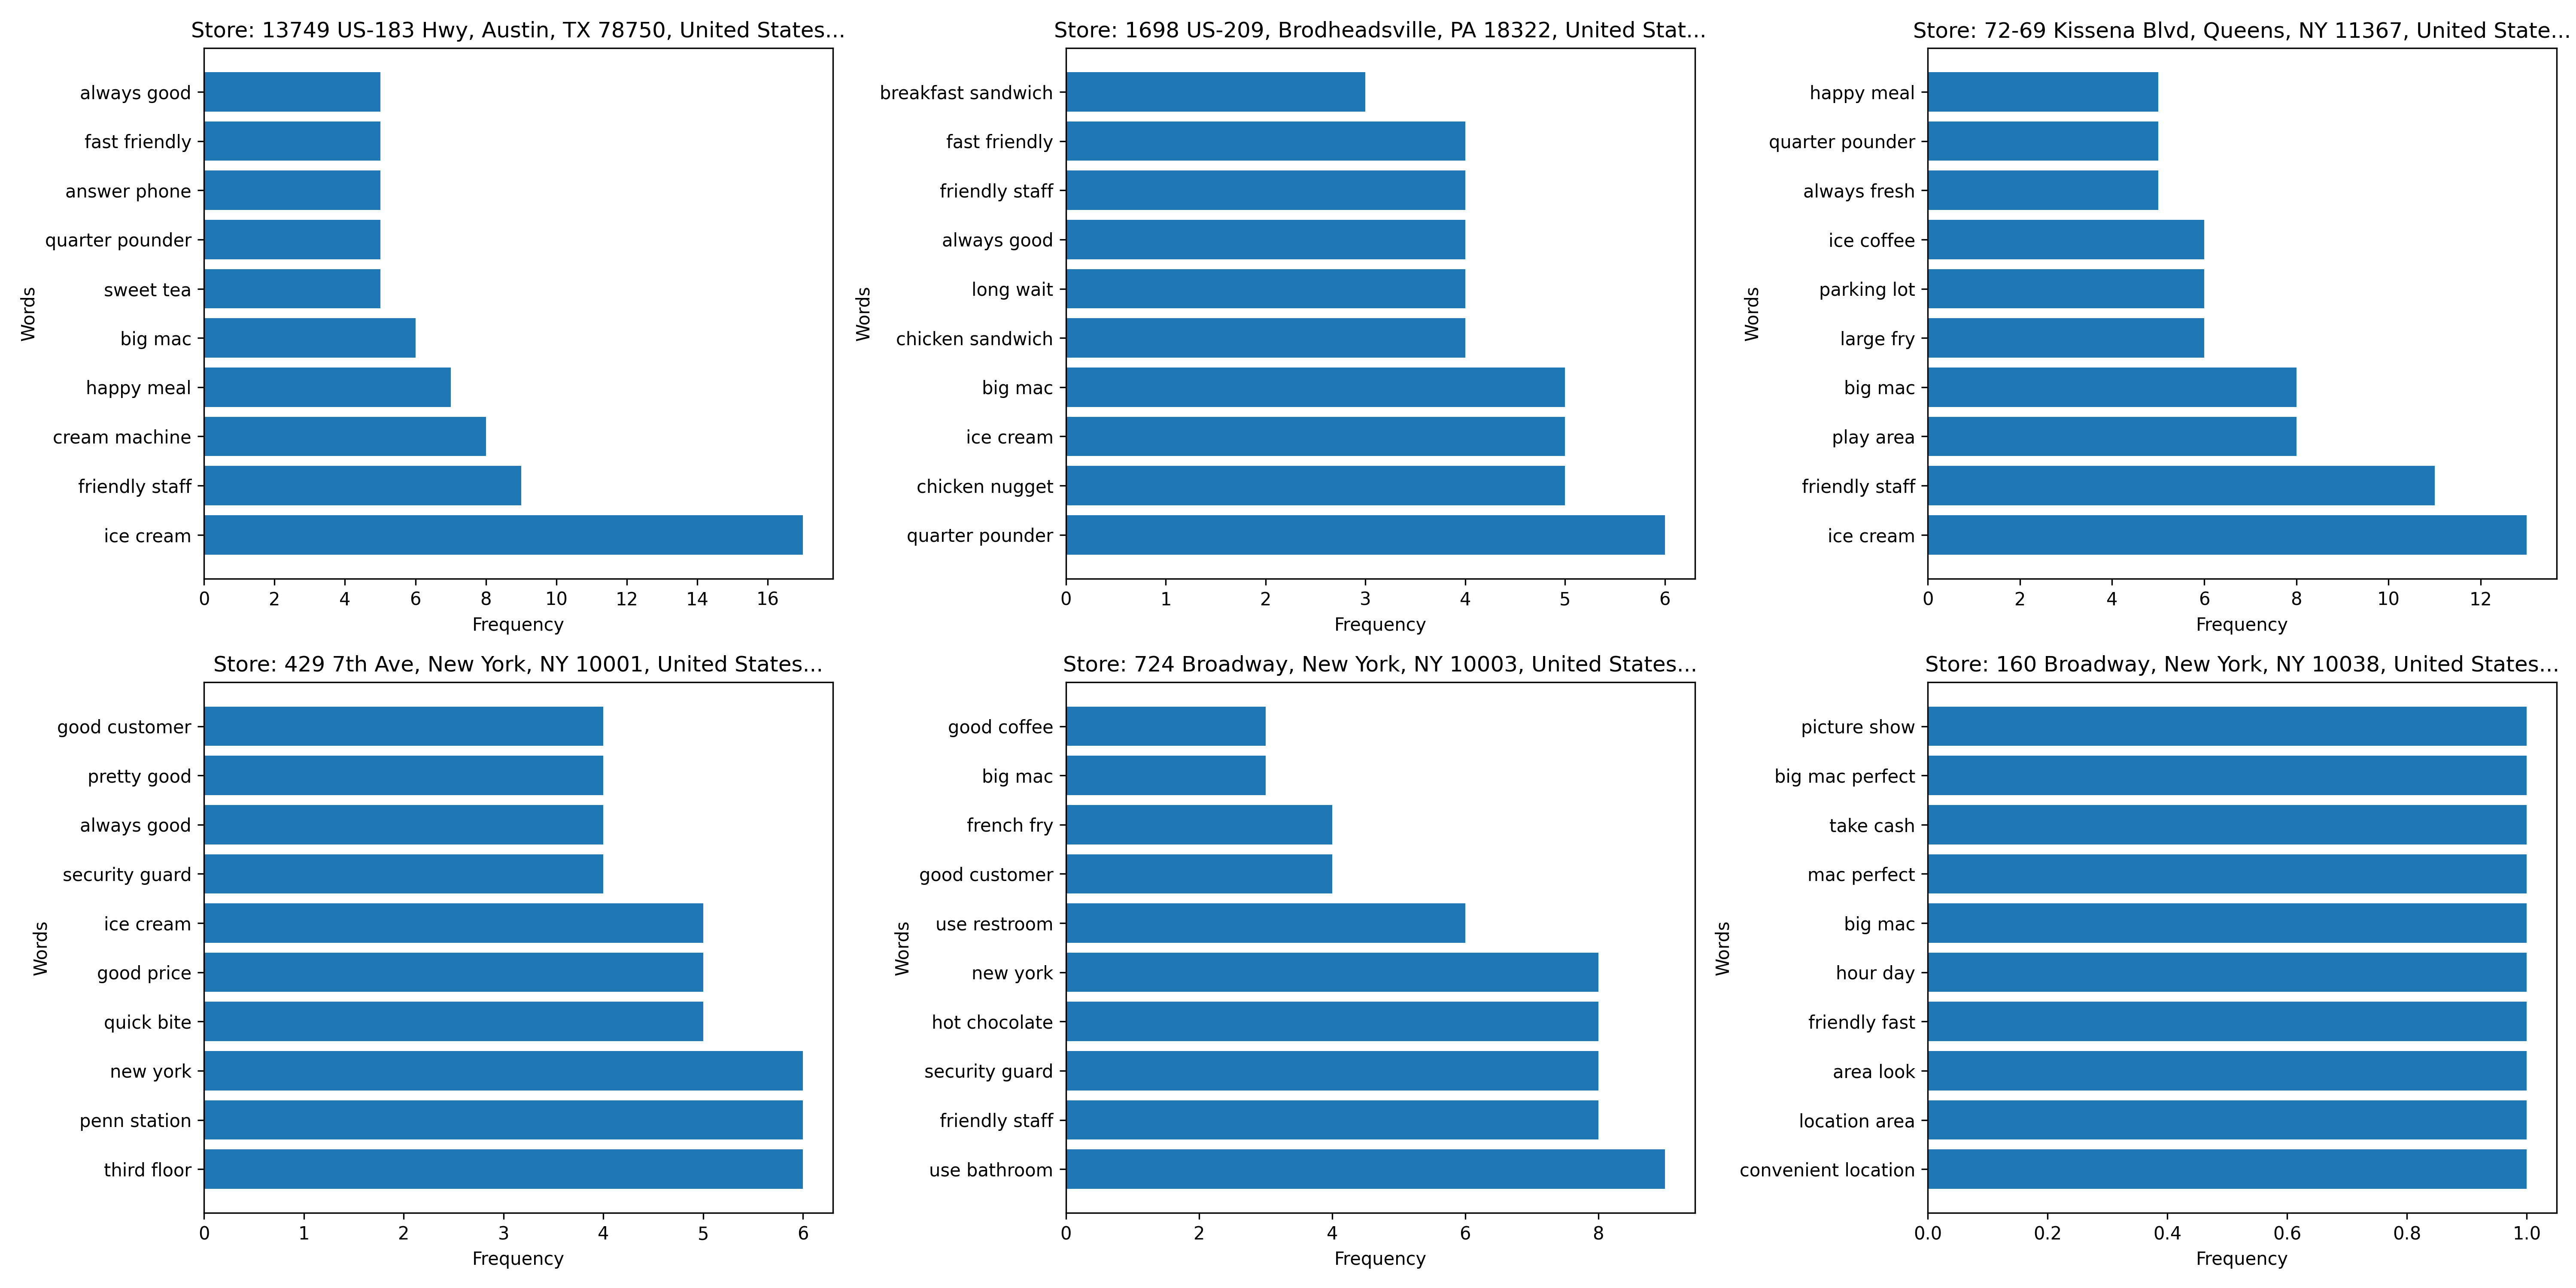 Store: 13749 US-183 Hwy, Austin, TX 78750, United States...
always good
fast friendly
answer phone
quarter pounder
sweet tea
big mac
happy meal
cream machine
friendly staff
ice cream
Words
0 2 4 6 8 10 12 14 16
Frequency
Store: 1698 US-209, Brodheadsville, PA 18322, United Stat...
breakfast sandwich
fast friendly
friendly staff
always good
long wait
chicken sandwich
big mac
ice cream
chicken nugget
quarter pounder
Words
0 1 2 3 4 5 6
Frequency
Store: 72-69 Kissena Blvd, Queens, NY 11367, United State...
happy meal
quarter pounder
always fresh
ice coffee
parking lot
large fry
big mac
play area
friendly staff
ice cream
Words
0 2 4 6 8 10 12
Frequency
Store: 429 7th Ave, New York, NY 10001, United States...
good customer
pretty good
always good
security guard
ice cream
good price
quick bite
new york
penn station
third floor
Words
0 1 2 3 4 5 6
Frequency
Store: 724 Broadway, New York, NY 10003, United States...
good coffee
big mac
french fry
good customer
use restroom
new york
hot chocolate
security guard
friendly staff
use bathroom
Words
0 2 4 6 8
Frequency
Store: 160 Broadway, New York, NY 10038, United States...
picture show
big mac perfect
take cash
mac perfect
big mac
hour day
friendly fast
area look
location area
convenient location
Words
0.0 0.2 0.4 0.6 0.8 1.0
Frequency